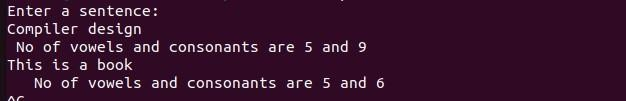 Enter a sentence:
Compiler design
No of vowels and consonants are 5 and 9
This is a book
No of vowels and consonants are 5 and 6
^C